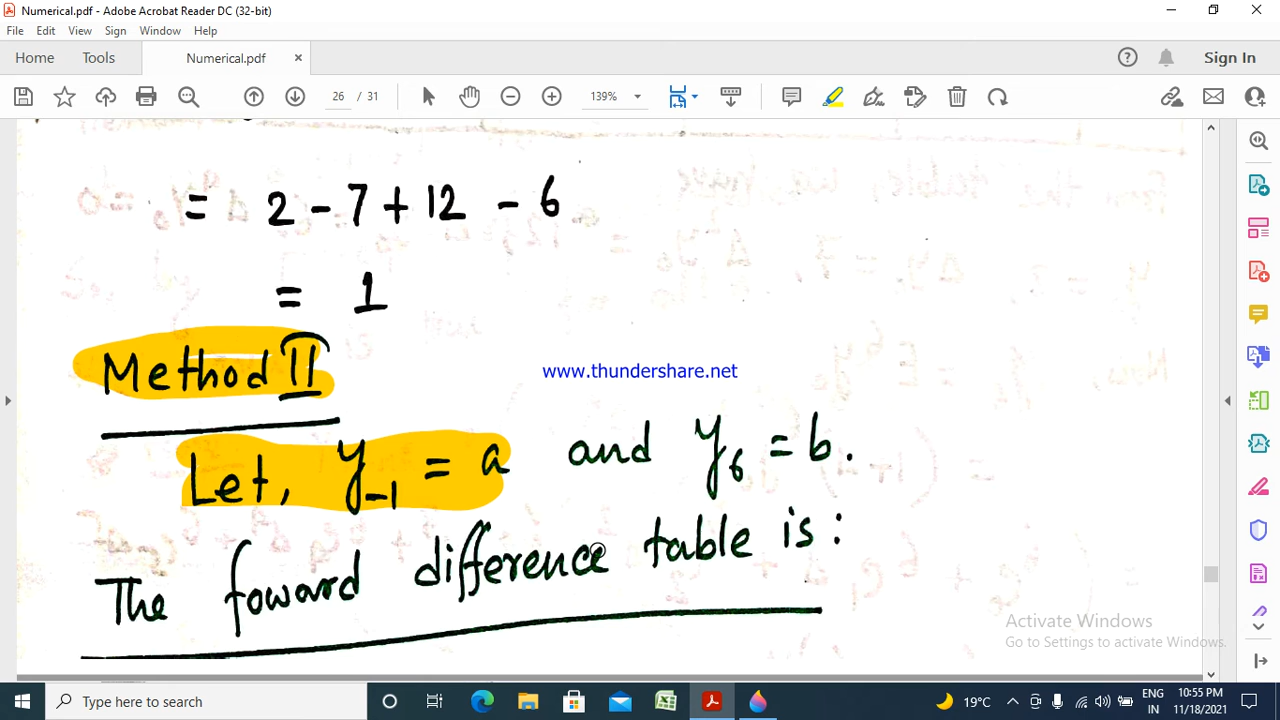 Numerical.pdf - Adobe Acrobat Reader DC (32-bit)
File Edit View Sign Window Help
Home Tools Numerical.pdf Sign In
26 / 31 139%
= 2 - 7 + 12 - 6
= 1
Method II
www.thundershare.net
Let, y₋₁ = a and y₆ = b.
The foward difference table is:
Activate Windows
Go to Settings to activate Windows.
Type here to search
19°C
ENG
IN
10:55 PM
11/18/2021